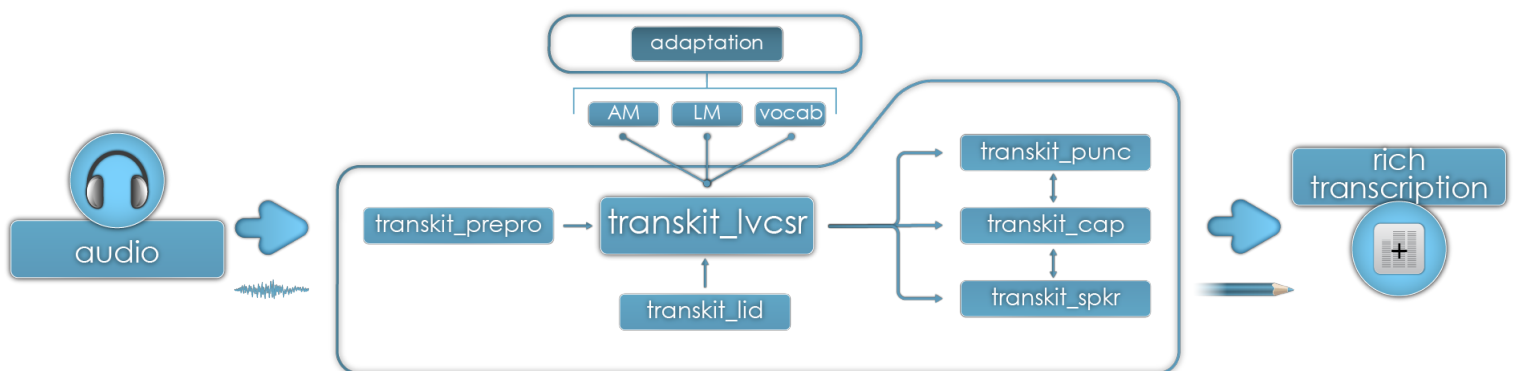 adaptation
AM
LM
vocab
audio
transkit_prepro
transkit_lvcsr
transkit_lid
transkit_punc
transkit_cap
transkit_spkr
rich
transcription